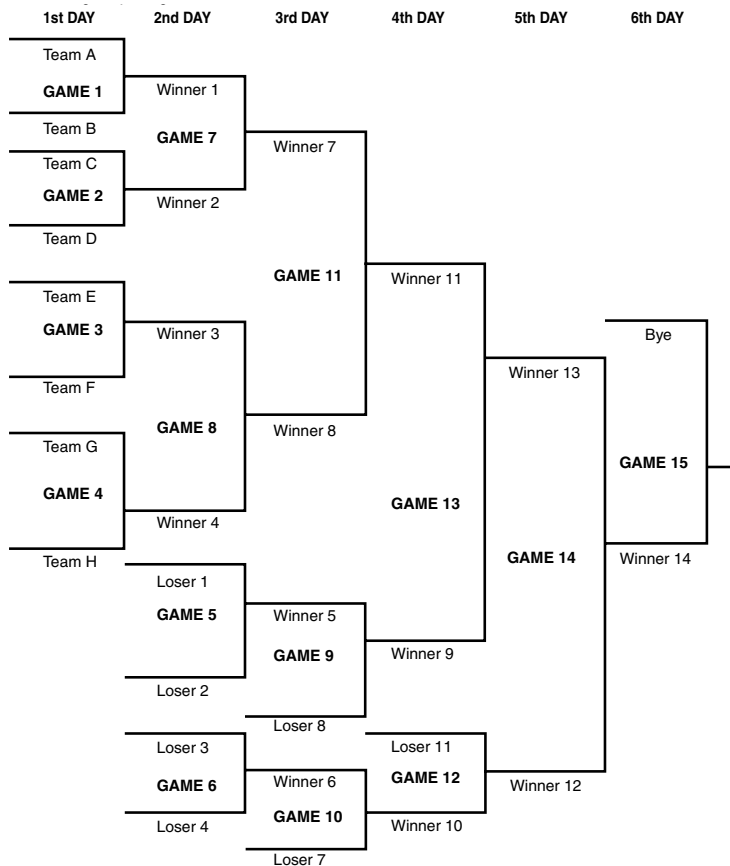 1st DAY 2nd DAY 3rd DAY 4th DAY 5th DAY 6th DAY
Team A
GAME 1
Team B
Team C
GAME 2
Team D
Team E
GAME 3
Team F
Team G
GAME 4
Team H
Winner 1
GAME 7
Winner 2
Winner 3
GAME 8
Winner 4
Loser 1
GAME 5
Loser 2
Loser 3
GAME 6
Loser 4
Winner 7
GAME 11
Winner 8
Winner 5
GAME 9
Loser 8
Winner 6
GAME 10
Loser 7
Winner 11
GAME 13
Winner 9
Loser 11
GAME 12
Winner 10
Winner 13
GAME 14
Winner 12
Bye
GAME 15
Winner 14